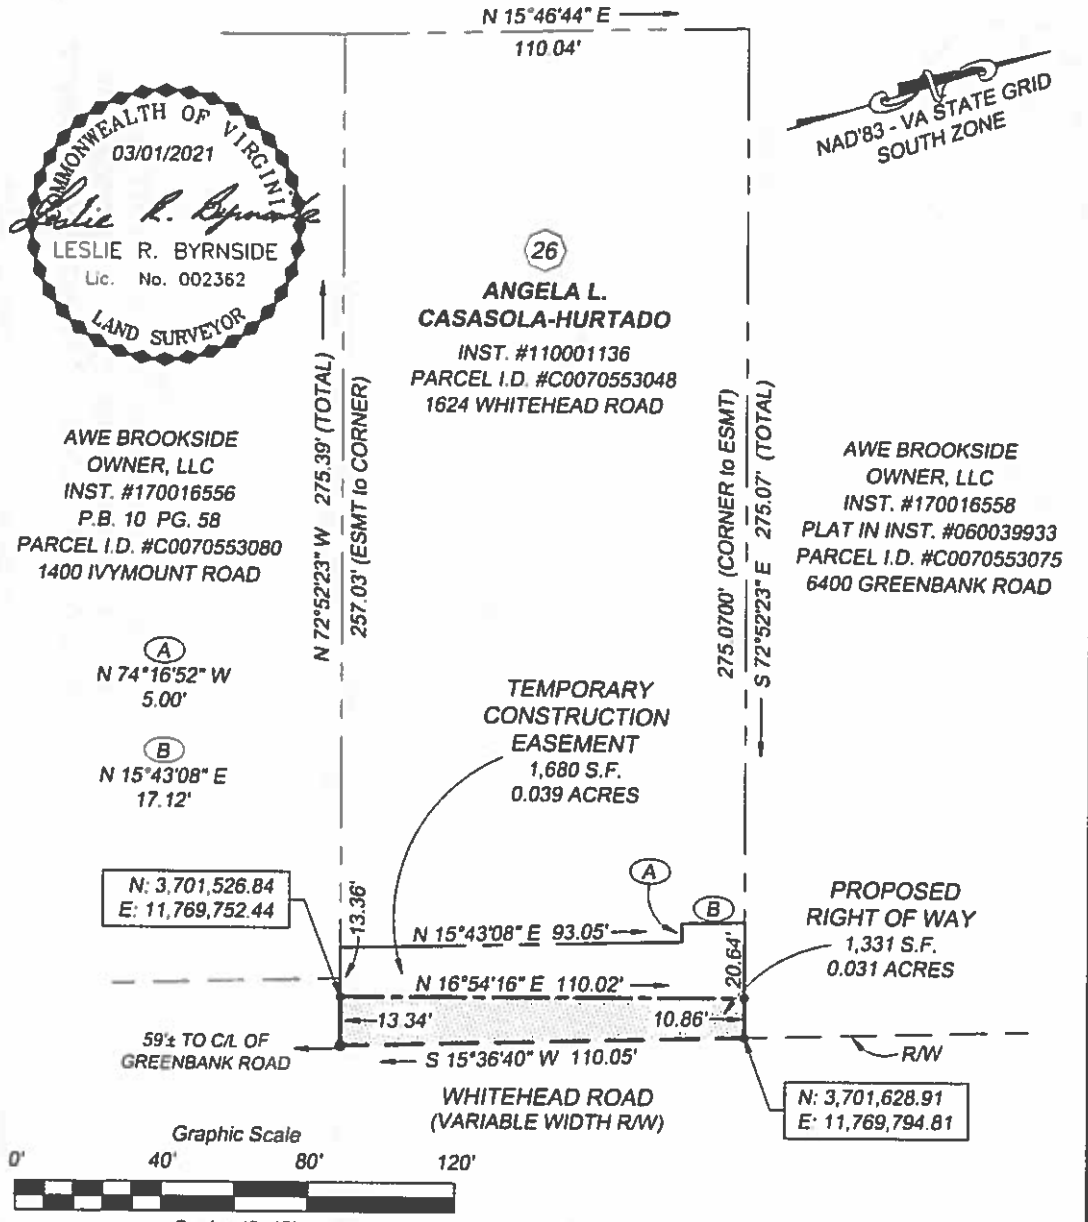 N 15°46'44" E
110.04'
NAD'83 - VA STATE GRID
SOUTH ZONE
COMMONWEALTH OF VIRGINIA
03/01/2021
Leslie R. Byrnside
LESLIE R. BYRNSIDE
Lic. No. 002362
LAND SURVEYOR
26
ANGELA L.
CASASOLA-HURTADO
INST. #110001136
PARCEL I.D. #C0070553048
1624 WHITEHEAD ROAD
N 72°52'23" W 275.39' (TOTAL)
257.03' (ESMT to CORNER)
275.0700' (CORNER to ESMT)
S 72°52'23" E 275.07' (TOTAL)
AWE BROOKSIDE
OWNER, LLC
INST. #170016556
P.B. 10 PG. 58
PARCEL I.D. #C0070553080
1400 IVYMOUNT ROAD
AWE BROOKSIDE
OWNER, LLC
INST. #170016558
PLAT IN INST. #060039933
PARCEL I.D. #C0070553075
6400 GREENBANK ROAD
A
N 74°16'52" W
5.00'
B
N 15°43'08" E
17.12'
TEMPORARY
CONSTRUCTION
EASEMENT
1,680 S.F.
0.039 ACRES
N: 3,701,526.84
E: 11,769,752.44
13.36'
A
B
N 15°43'08" E 93.05'
20.64'
PROPOSED
RIGHT OF WAY
1,331 S.F.
0.031 ACRES
N 16°54'16" E 110.02'
13.34'
10.86'
59'± TO C/L OF
GREENBANK ROAD
S 15°36'40" W 110.05'
R/W
WHITEHEAD ROAD
(VARIABLE WIDTH R/W)
N: 3,701,628.91
E: 11,769,794.81
Graphic Scale
0' 40' 80' 120'